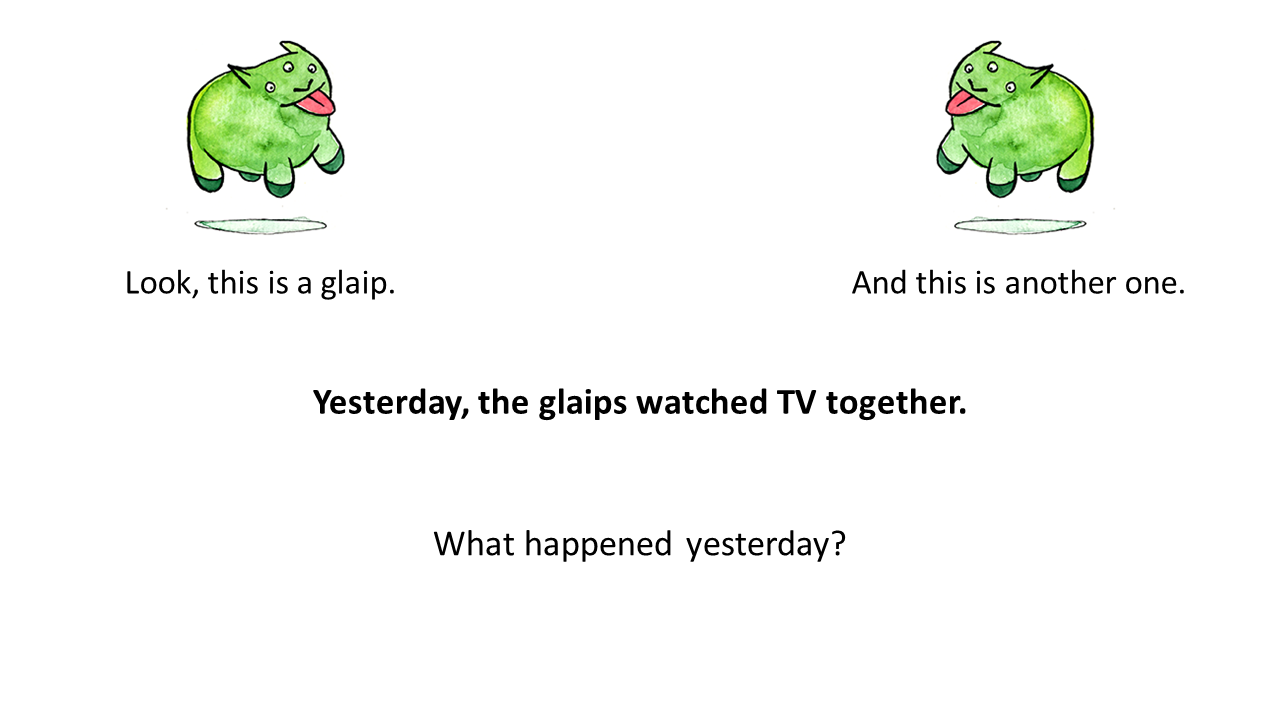 Look, this is a glaip.
And this is another one.
Yesterday, the glaips watched TV together.
What happened yesterday?